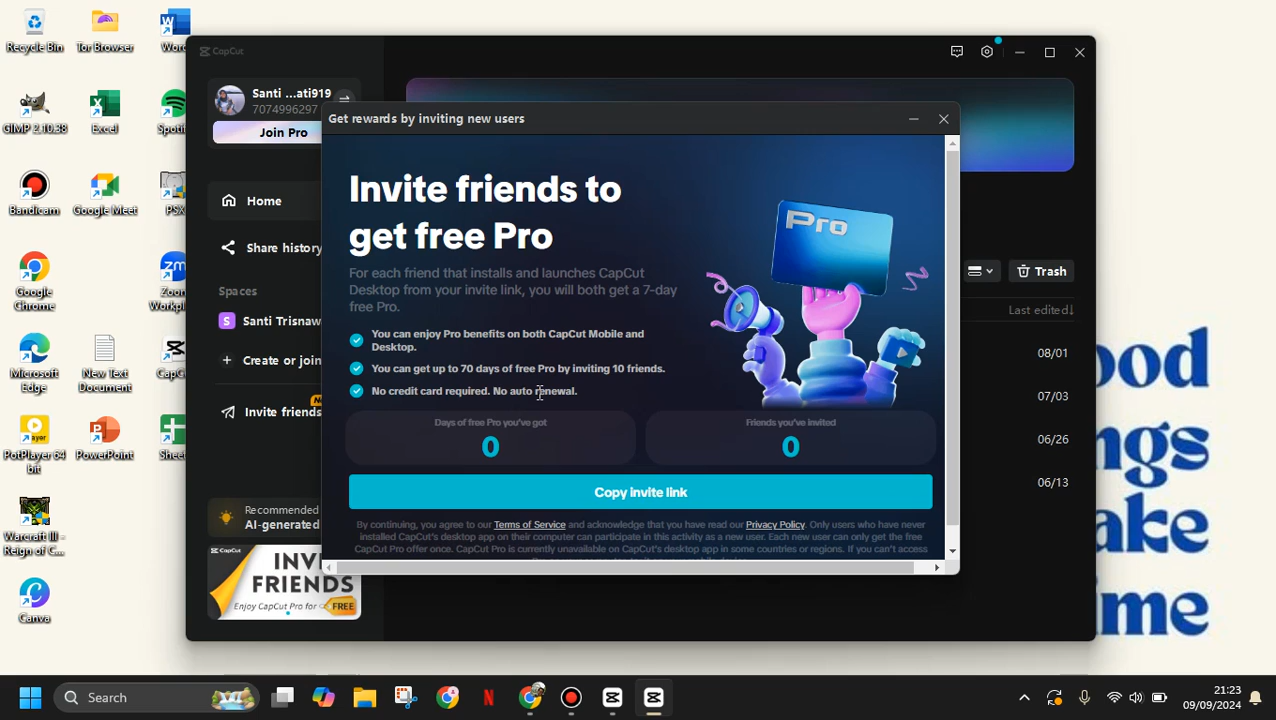 Recycle Bin
Tor Browser
Word
GIMP 2.10.38
Excel
Spoti
Bandicam
Google Meet
PSX
Google
Chrome
Zoom
Workpl
Microsoft
Edge
New Text
Document
CapC
PotPlayer 64
bit
PowerPoint
Sheet
Warcraft III -
Reign of C...
Canva
CapCut
Santi ...ati919
7074996297
Join Pro
Home
Share history
Spaces
S
Santi Trisnaw
Create or join
Invite friends
Recommended
AI-generated
CapCut
INV
FRIENDS
Enjoy CapCut Pro for FREE
Get rewards by inviting new users
Invite friends to
get free Pro
For each friend that installs and launches CapCut
Desktop from your invite link, you will both get a 7-day
free Pro.
You can enjoy Pro benefits on both CapCut Mobile and
Desktop.
You can get up to 70 days of free Pro by inviting 10 friends.
No credit card required. No auto renewal.
Pro
Days of free Pro you've got
0
Friends you've invited
0
Copy invite link
By continuing, you agree to our Terms of Service and acknowledge that you have read our Privacy Policy. Only users who have never
installed CapCut's desktop app on their computer can participate in this activity as a new user. Each new user can only get the free
CapCut Pro offer once. CapCut Pro is currently unavailable on CapCut's desktop app in some countries or regions. If you can't access
Trash
Last edited↓
08/01
07/03
06/26
06/13
ood
ngs
ake
ime
Search
21:23
09/09/2024